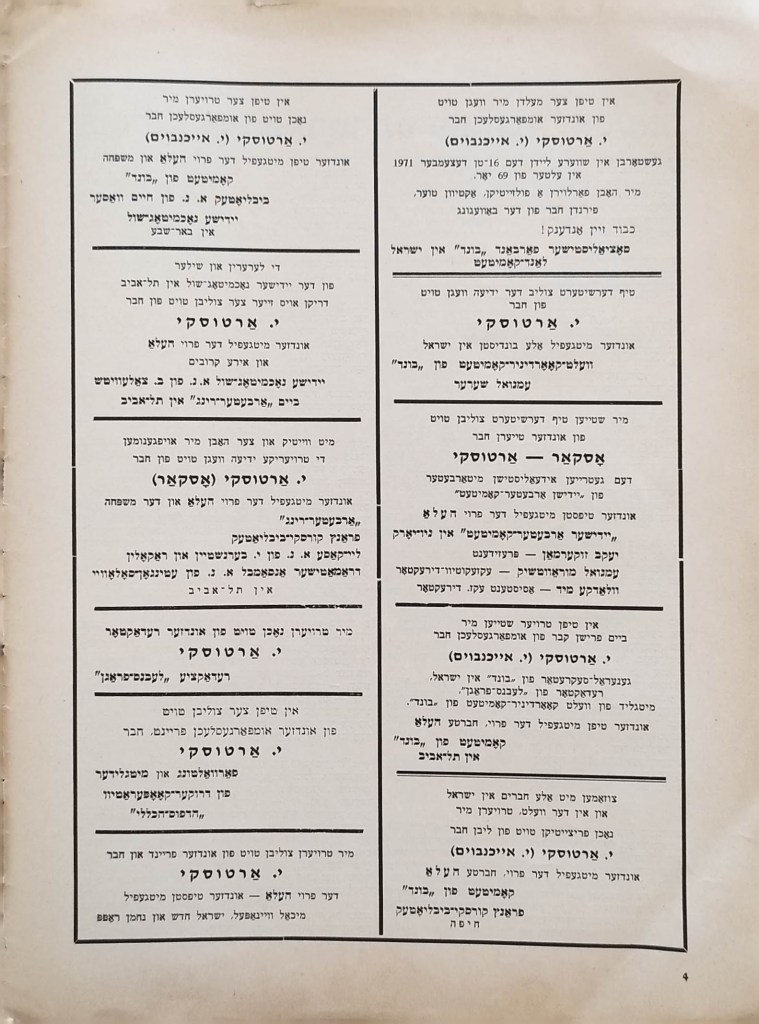 אין טיפן צער מעלדן מיר וועגן טויט
פון אונדזער אומפארגעסלעכן חבר
י. ארטוסקי (י. אייכנבוים)
געשטארבן אין שווערע ליידן דעם 16־טן דעצעמבער 1971
אין עלטער פון 69 יאר.
מיר האבן פארלוירן א פולדיטיקן, אקטיוון טוער,
פירנדן חבר פון דער באוועגונג
כבוד זיין אנדענק!
סאציאליסטישער פארבאנד „בונד" אין ישראל
לאנד־קאמיטעט
טיף דערשיטערט צוליב דער ידיעה וועגן טויט
פון חבר
י. ארטוסקי
אונדזער מיטגעפיל אלע בונדיסטן אין ישראל
וועלט־קאארדיניר־קאמיטעט פון „בונד"
עמנואל שערער
מיר שטייען טיף דערשיטערט צוליבן טויט
פון אונדזער טייערן חבר
אסקאר — ארטוסקי
דעם געטרייען אידעאליסטישן מיטארבעטער
פון „יידישן ארבעטער־קאמיטעט"
אונדזער טיפסטן מיטגעפיל דער פרוי העלא
„יידישער ארבעטער־קאמיטעט" אין ניו־יארק
יעקב זוקערמאן — פרעזידענט
עמנואל מוראווטשיק — עקזעקוטיוו־דירעקטאר
וולאדקע מיד — אסיסטענט עקז. דירעקטאר
אין טיפן טרויער שטייען מיר
ביים פרישן קבר פון אומפארגעסלעכן חבר
י. ארטוסקי (י. אייכנבוים)
גענעראל־סעקרעטאר פון „בונד" אין ישראל,
רעדאקטאר פון „לעבנס־פראגן",
מיטגליד פון וועלט קאארדיניר־קאמיטעט פון „בונד".
אונדזער טיפן מיטגעפיל דער פרוי, חברטע העלא
קאמיטעט פון „בונד"
אין תל־אביב
צוזאמען מיט אלע חברים אין ישראל
און אין דער וועלט, טרויערן מיר
נאכן פריצייטיקן טויט פון ליבן חבר
י. ארטוסקי (י. אייכנבוים)
אונדזער מיטגעפיל דער פרוי, חברטע העלא
קאמיטעט פון „בונד"
פראנץ קורסקי־ביבליאטעק
חיפה
אין טיפן צער טרויערן מיר
נאכן טויט פון אומפארגעסלעכן חבר
י. ארטוסקי (י. אייכנבוים)
אונדזער טיפן מיטגעפיל דער פרוי העלא און משפחה
קאמיטעט פון „בונד"
ביבליאטעק א. נ. פון חיים וואסער
יידישע נאכמיטאג־שול
אין באר־שבע
די לערערין און שילער
פון דער יידישער נאכמיטאג־שול אין תל־אביב
דריקן אויס זייער צער צוליבן טויט פון חבר
י. ארטוסקי
אונדזער מיטגעפיל דער פרוי העלא
און אירע קרובים
יידישע נאכמיטאג־שול א. נ. פון ב. צאלעוויטש
ביים „ארבעטער־רינג" אין תל־אביב
מיט ווייטיק און צער האבן מיר אויפגענומען
די טרויעריקע ידיעה וועגן טויט פון חבר
י. ארטוסקי (אסקאר)
אונדזער מיטגעפיל דער פרוי העלא און דער משפחה
„ארבעטער־רינג"
פראנץ קורסקי־ביבליאטעק
ליי־קאסע א. נ. פון י. בערנשטיין און ראקאלין
דראמאטישער אנסאמבל א. נ. פון עטינגאן־סאלאוויי
אין תל־אביב
מיר טרויערן נאכן טויט פון אונדזער רעדאקטאר
י. ארטוסקי
רעדאקציע „לעבנס־פראגן"
אין טיפן צער צוליבן טויט
פון אונדזער אומפארגעסלעכן פריינט, חבר
י. ארטוסקי
פארוואלטונג און מיטגלידער
פון דרוקער־קאאפעראטיוו
„הדפוס־הכללי"
מיר טרויערן צוליבן טויט פון אונדזער פריינד און חבר
י. ארטוסקי
דער פרוי העלא — אונדזער טיפסטן מיטגעפיל
מיכאל וויינאפעל, ישראל חדש און נחמן ראפפ
4